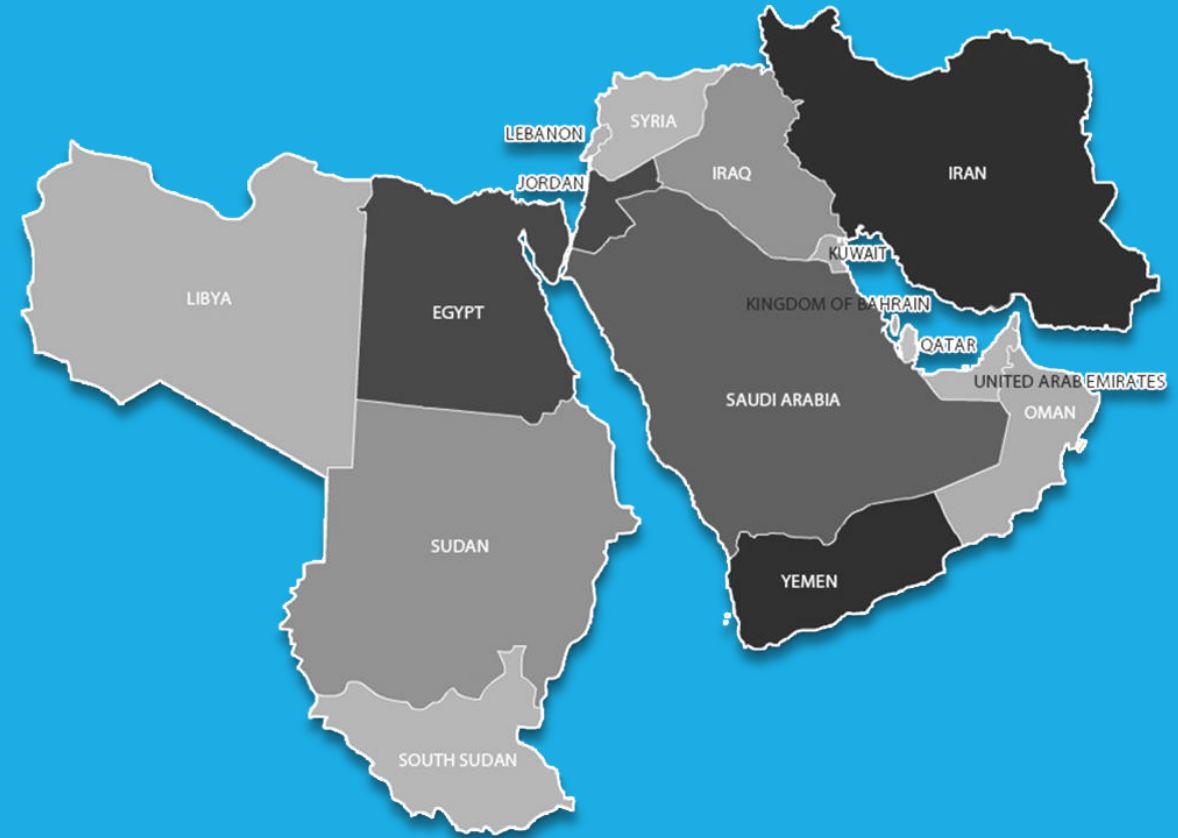 SYRIA
LEBANON
IRAQ
IRAN
JORDAN
KUWAIT
LIBYA
KINGDOM OF BAHRAIN
EGYPT
QATAR
UNITED ARAB EMIRATES
SAUDI ARABIA
OMAN
SUDAN
YEMEN
SOUTH SUDAN